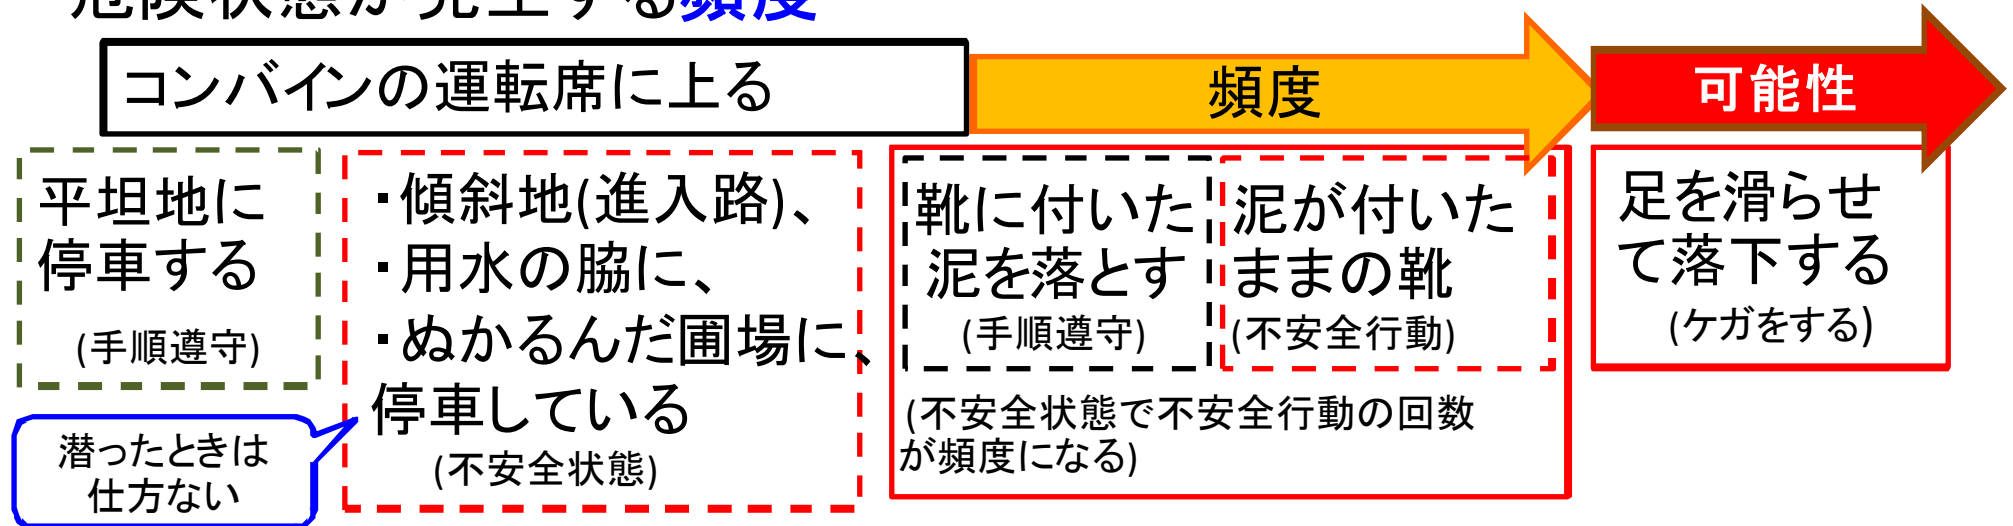 危険状態が発生する頻度
コンバインの運転席に上る
頻度
可能性
平坦地に
停車する
(手順遵守)
・傾斜地(進入路)、
・用水の脇に、
・ぬかるんだ圃場に、
停車している
(不安全状態)
潜ったときは
仕方ない
靴に付いた
泥を落とす
(手順遵守)
泥が付いた
ままの靴
(不安全行動)
(不安全状態で不安全行動の回数
が頻度になる)
足を滑らせ
て落下する
(ケガをする)